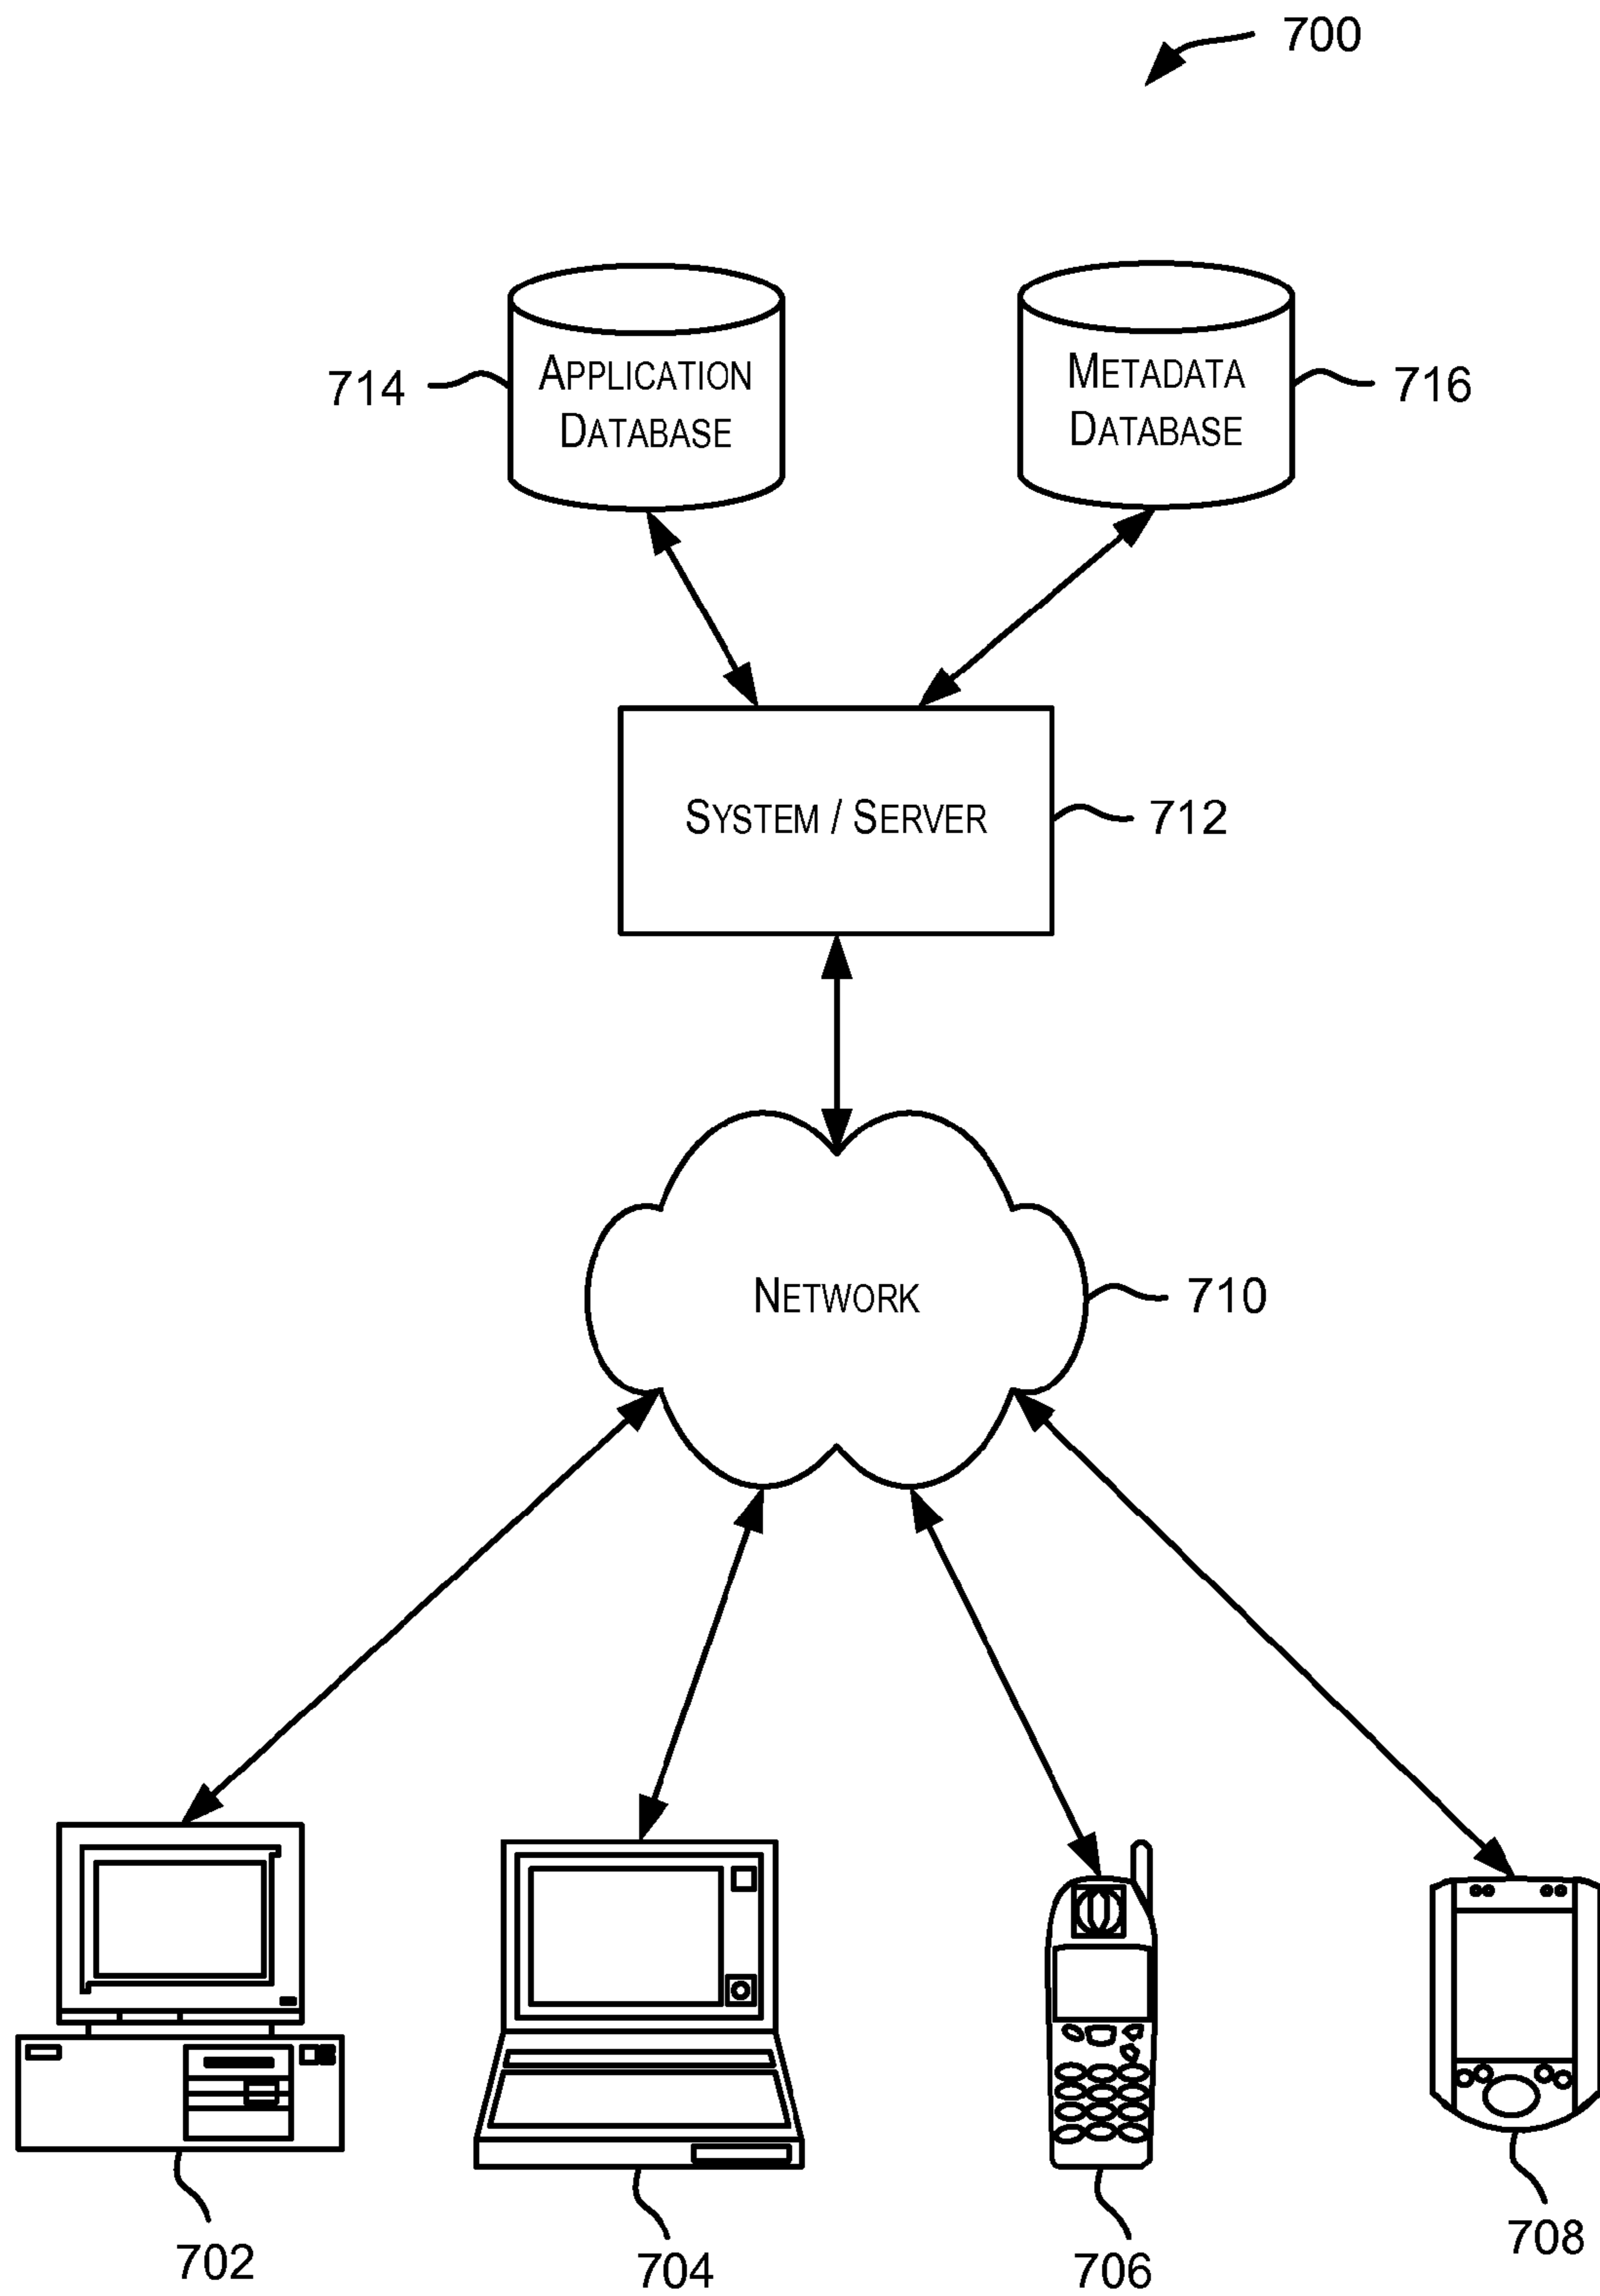 700
714
APPLICATION
DATABASE
METADATA
DATABASE
716
SYSTEM / SERVER
712
NETWORK
710
702
704
706
708